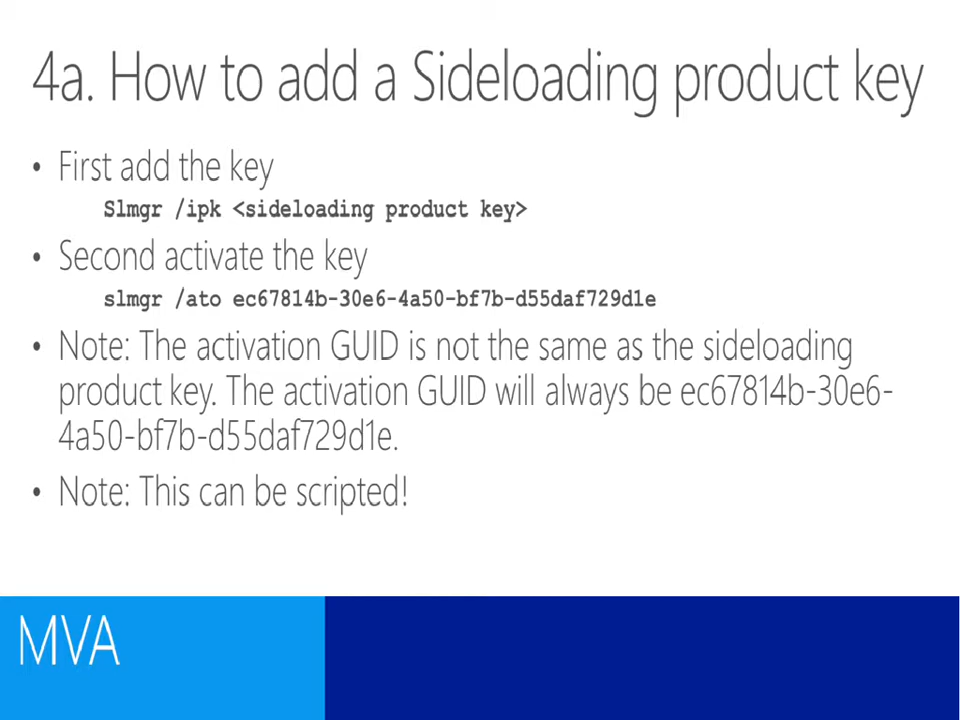 4a. How to add a Sideloading product key
• First add the key
Slmgr /ipk <sideloading product key>
• Second activate the key
slmgr /ato ec67814b-30e6-4a50-bf7b-d55daf729d1e
• Note: The activation GUID is not the same as the sideloading
product key. The activation GUID will always be ec67814b-30e6-
4a50-bf7b-d55daf729d1e.
• Note: This can be scripted!
MVA